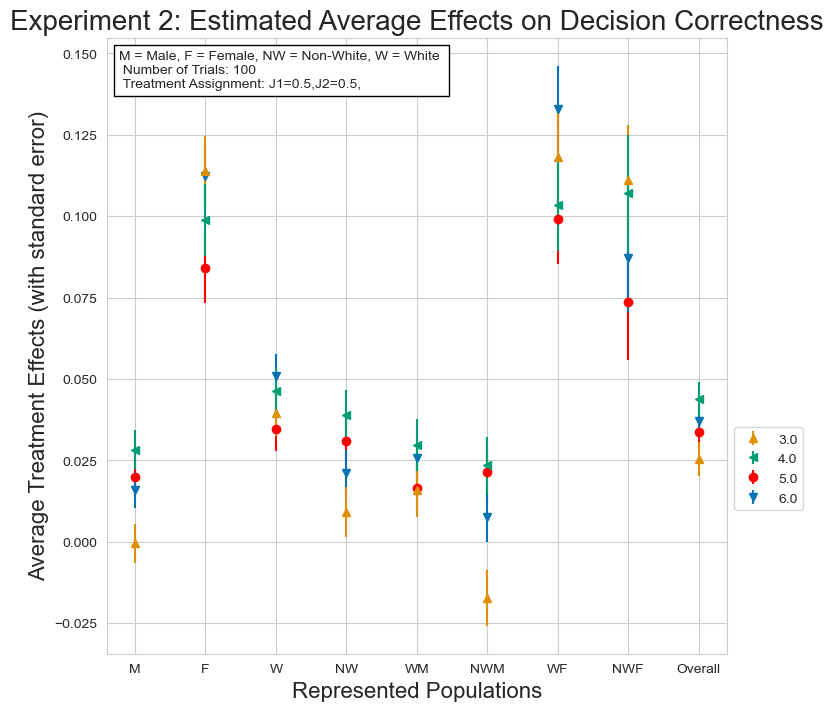 Experiment 2: Estimated Average Effects on Decision Correctness
M = Male, F = Female, NW = Non-White, W = White
Number of Trials: 100
Treatment Assignment: J1=0.5,J2=0.5,
Average Treatment Effects (with standard error)
0.150
0.125
0.100
0.075
0.050
0.025
0.000
−0.025
M F W NW WM NWM WF NWF Overall
Represented Populations
3.0
4.0
5.0
6.0